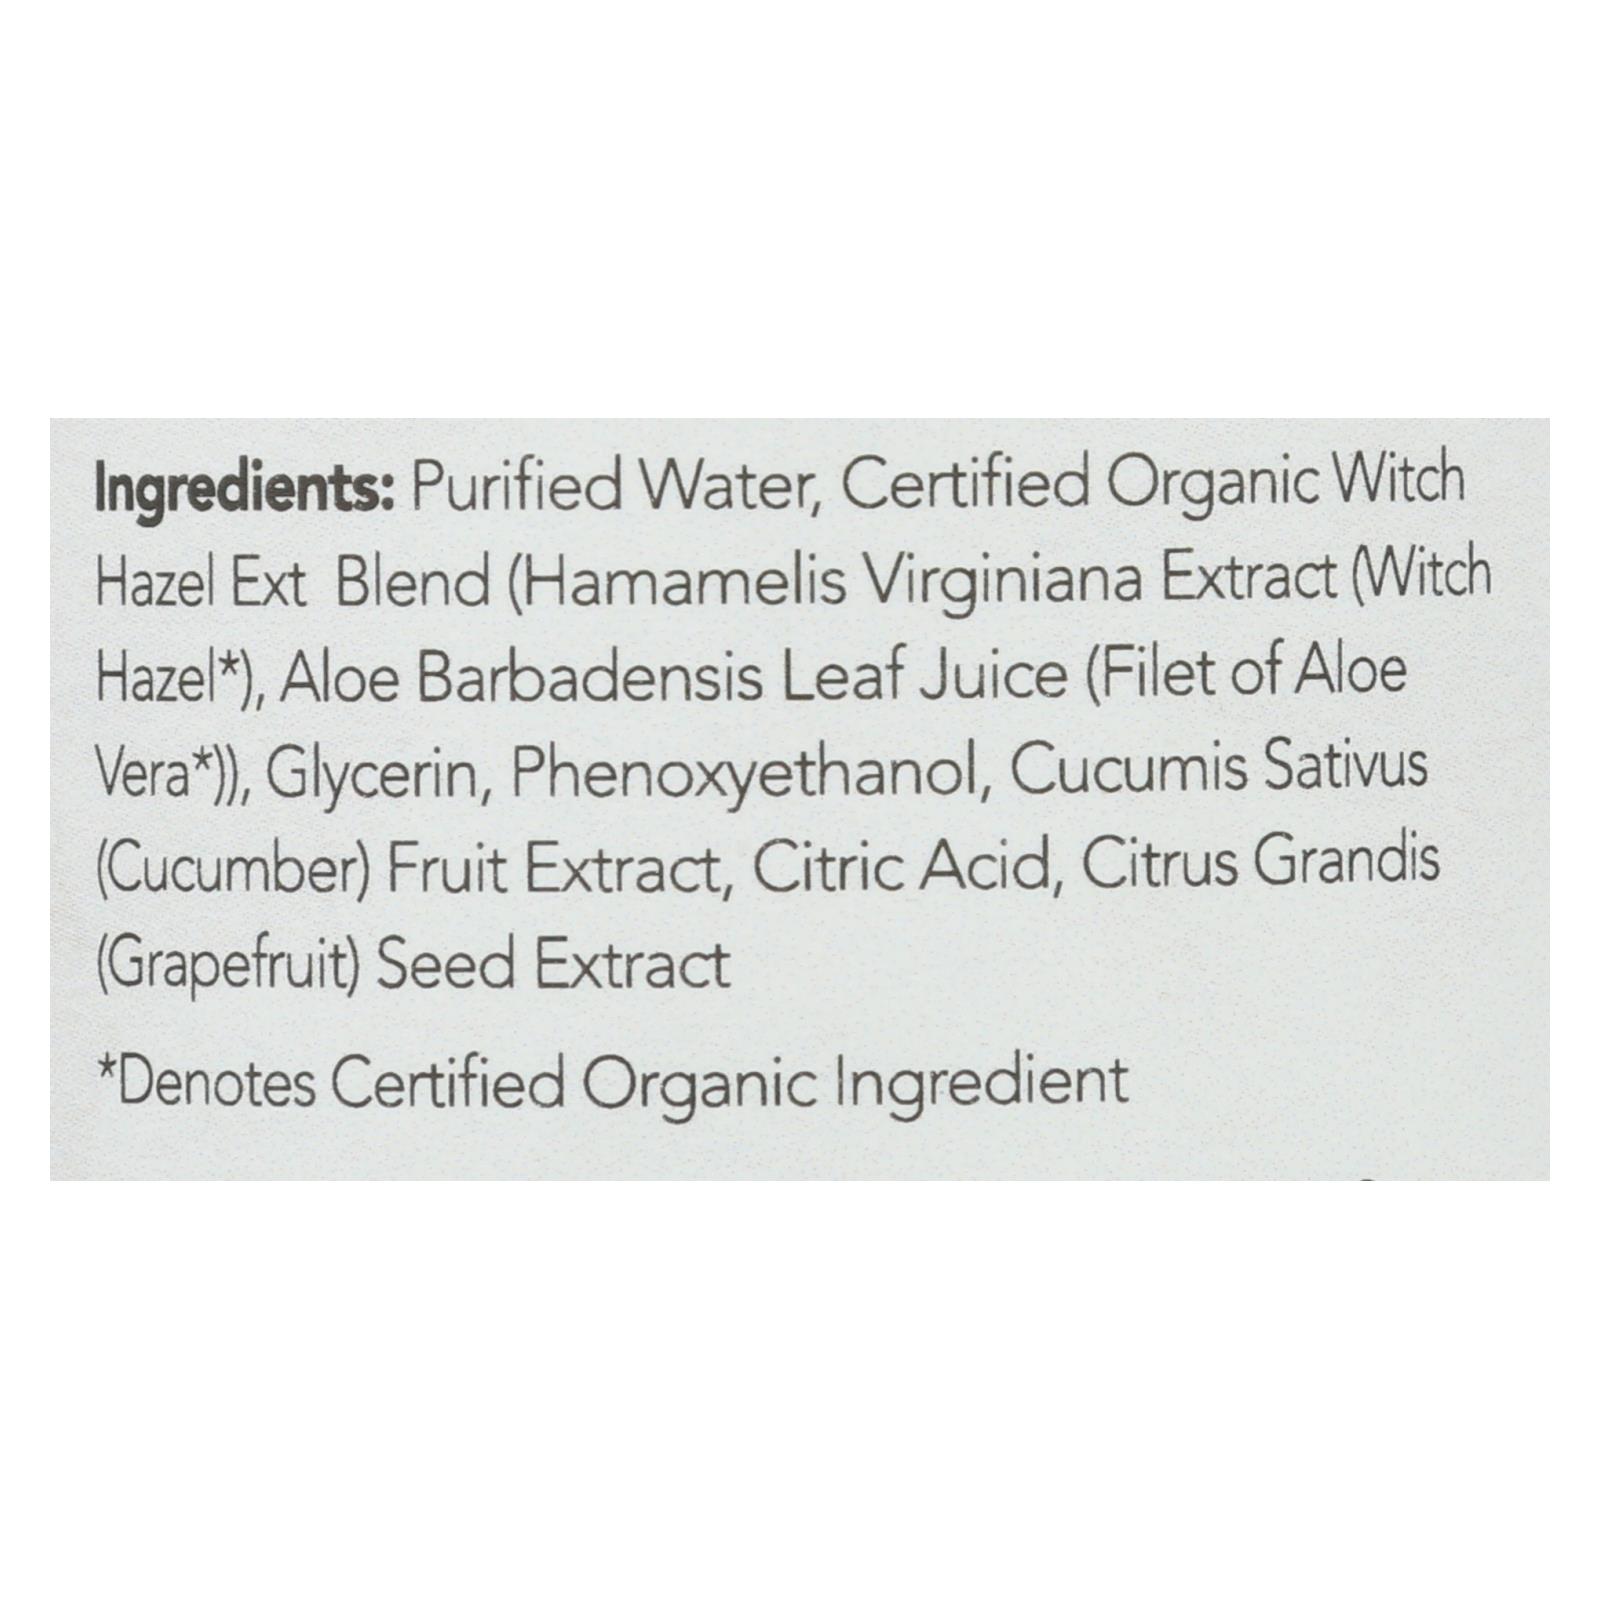 Ingredients: Purified Water, Certified Organic Witch
Hazel Ext Blend (Hamamelis Virginiana Extract (Witch
Hazel*), Aloe Barbadensis Leaf Juice (Filet of Aloe
Vera*)), Glycerin, Phenoxyethanol, Cucumis Sativus
(Cucumber) Fruit Extract, Citric Acid, Citrus Grandis
(Grapefruit) Seed Extract
*Denotes Certified Organic Ingredient